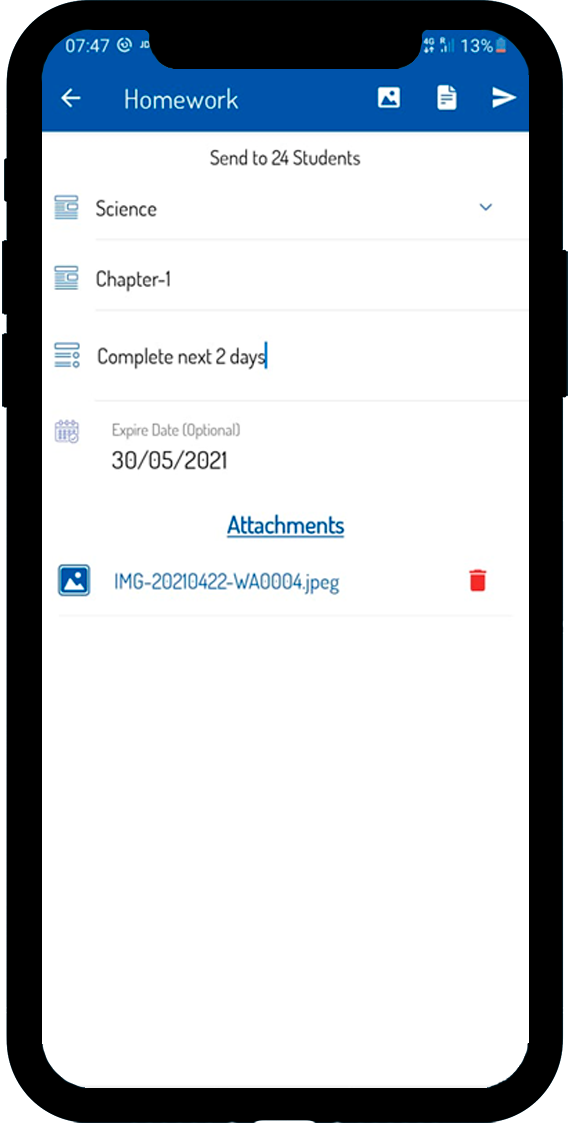 07:47 JD 4G R 13%
Homework
Send to 24 Students
Science
Chapter-1
Complete next 2 days
Expire Date (Optional)
30/05/2021
Attachments
IMG-20210422-WA0004.jpeg